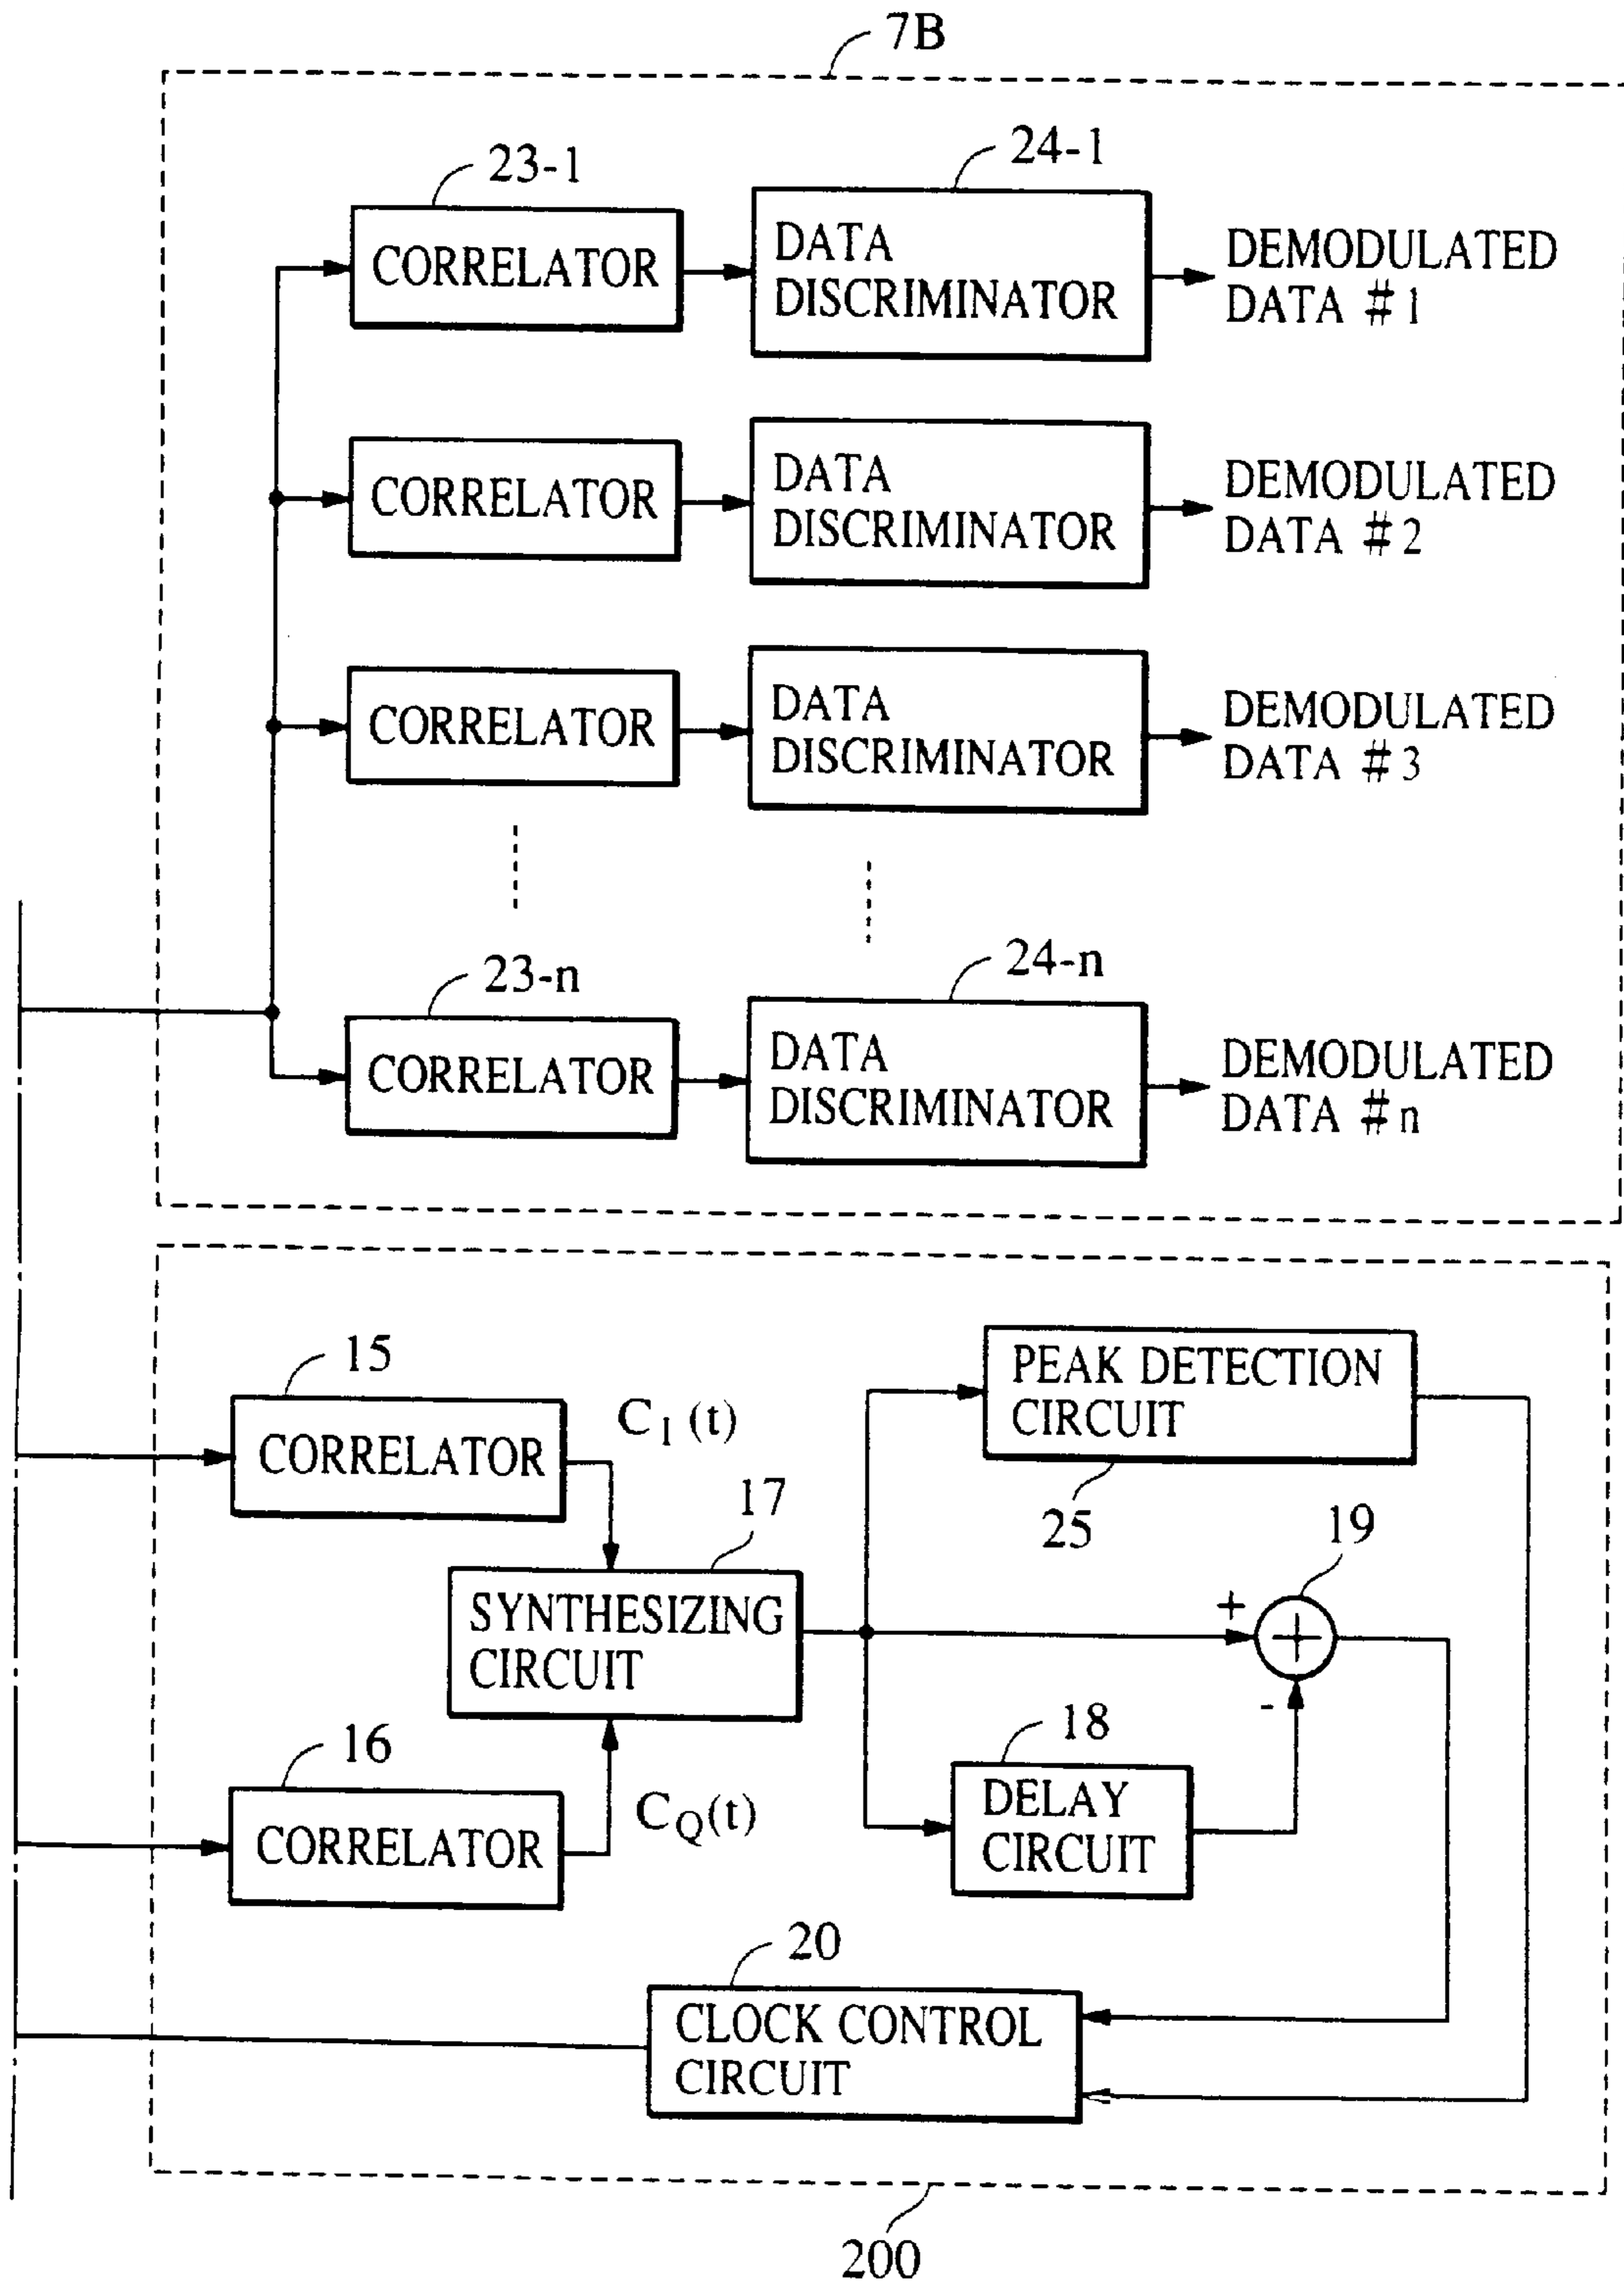 7B
23-1
24-1
CORRELATOR
DATA
DISCRIMINATOR
DEMODULATED
DATA #1
CORRELATOR
DATA
DISCRIMINATOR
DEMODULATED
DATA #2
CORRELATOR
DATA
DISCRIMINATOR
DEMODULATED
DATA #3
23-n
24-n
CORRELATOR
DATA
DISCRIMINATOR
DEMODULATED
DATA #n
15
CORRELATOR
C_I (t)
PEAK DETECTION
CIRCUIT
25
17
SYNTHESIZING
CIRCUIT
19
+
+
-
16
CORRELATOR
C_Q(t)
18
DELAY
CIRCUIT
20
CLOCK CONTROL
CIRCUIT
200